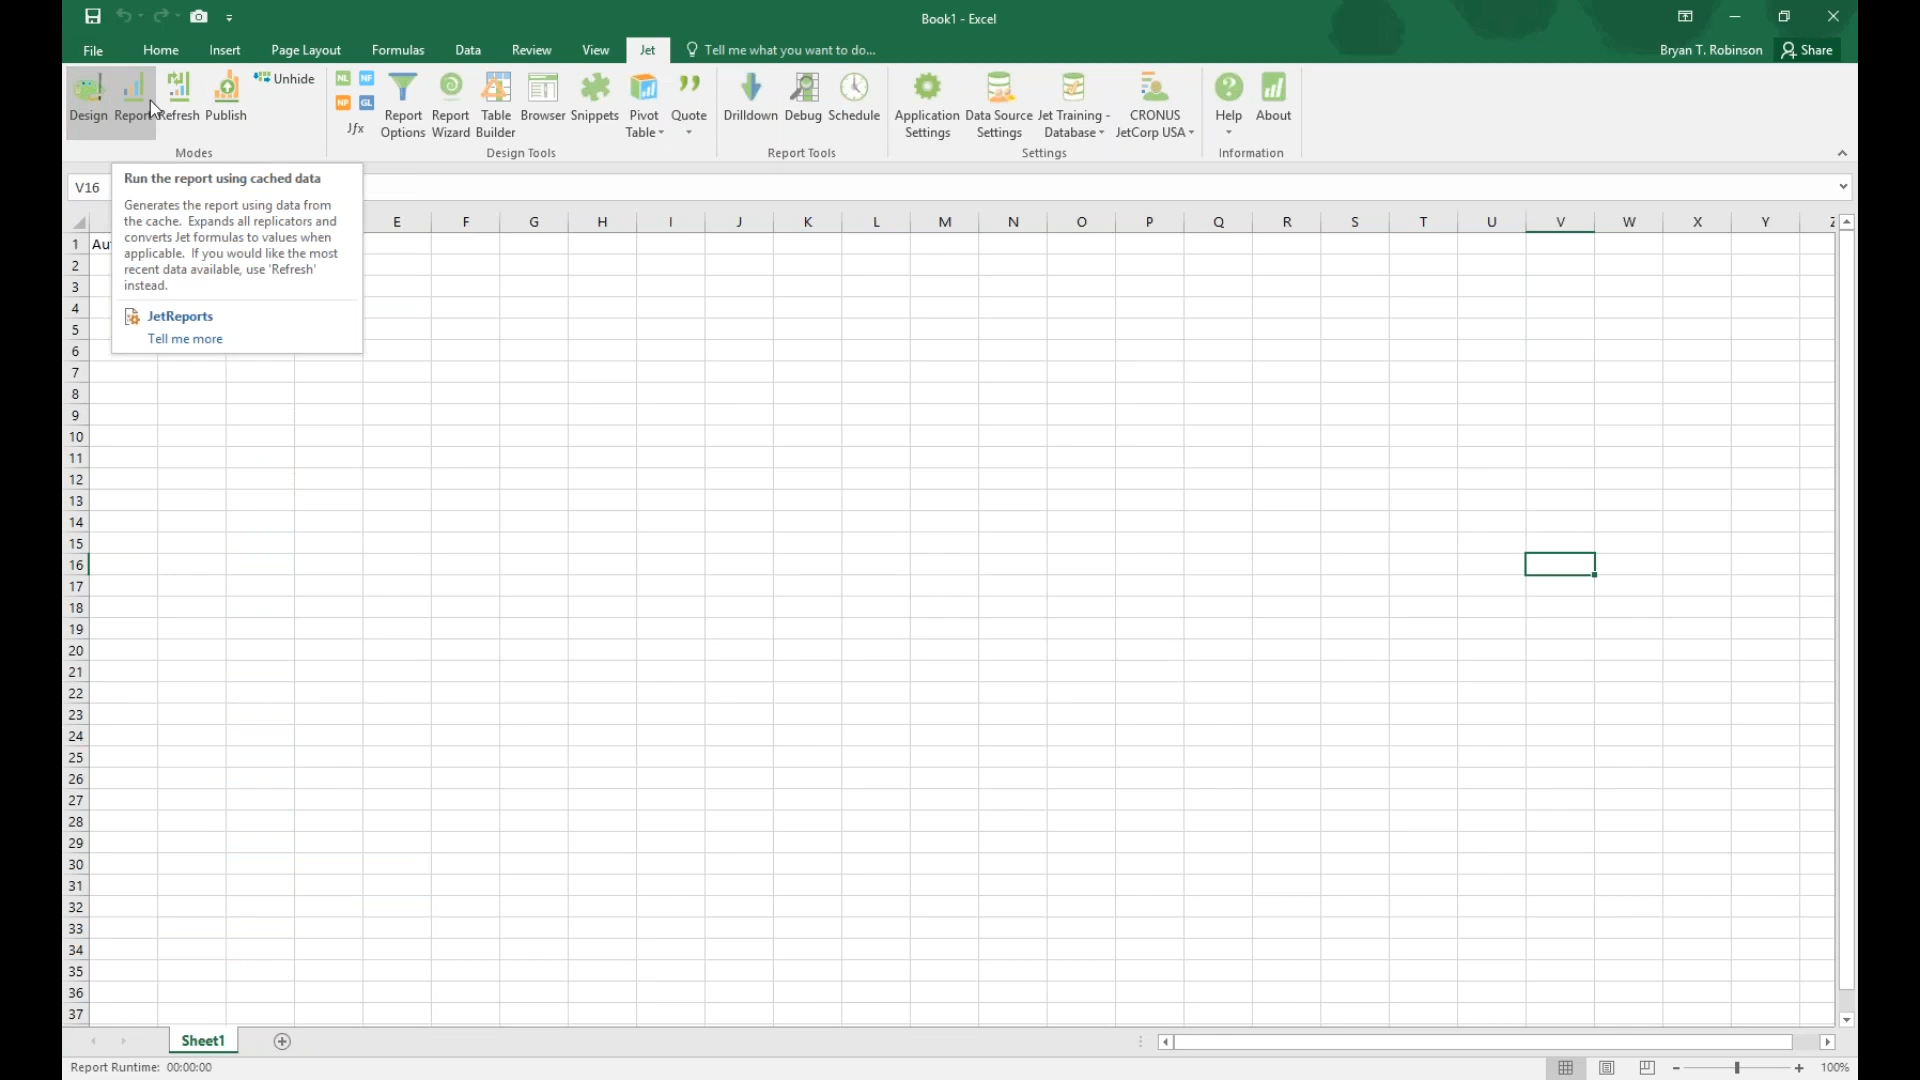 Book1 - Excel
File Home Insert Page Layout Formulas Data Review View Jet Tell me what you want to do... Bryan T. Robinson Share
Unhide
NL NF
NP GL
Jfx
Design Report Refresh Publish
Report Options
Report Wizard
Table Builder
Browser
Snippets
Pivot Table
Quote
Drilldown
Debug
Schedule
Application Settings
Data Source Settings
Jet Training - Database
CRONUS JetCorp USA
Help
About
Modes Design Tools Report Tools Settings Information
V16
Run the report using cached data
Generates the report using data from
the cache. Expands all replicators and
converts Jet formulas to values when
applicable. If you would like the most
recent data available, use 'Refresh'
instead.
JetReports
Tell me more
E F G H I J K L M N O P Q R S T U V W X Y Z
1
2
3
4
5
6
7
8
9
10
11
12
13
14
15
16
17
18
19
20
21
22
23
24
25
26
27
28
29
30
31
32
33
34
35
36
37
Sheet1
Report Runtime: 00:00:00
100%